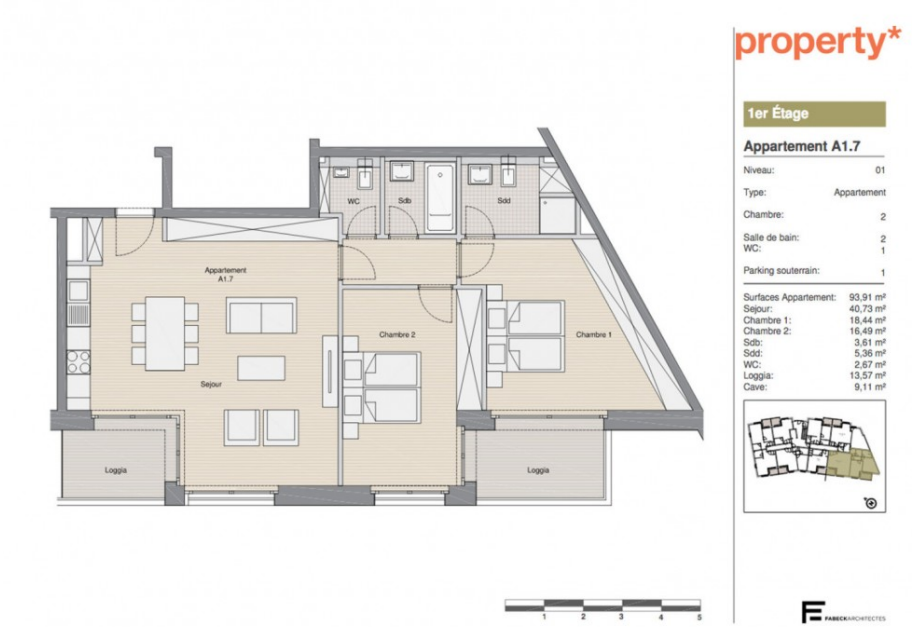 property*
1er Étage
Appartement A1.7
Niveau: 01
Type: Appartement
Chambre: 2
Salle de bain: 2
WC: 1
Parking souterrain: 1
Surfaces Appartement: 93,91 m²
Sejour: 40,73 m²
Chambre 1: 18,44 m²
Chambre 2: 16,49 m²
Sdb: 3,61 m²
Sdd: 5,36 m²
WC: 2,67 m²
Loggia: 13,57 m²
Cave: 9,11 m²
WC
Sdb
Sdd
Appartement
A1.7
Chambre 2
Chambre 1
Sejour
Loggia
Loggia
1 2 3 4 5
FABECKARCHITECTES